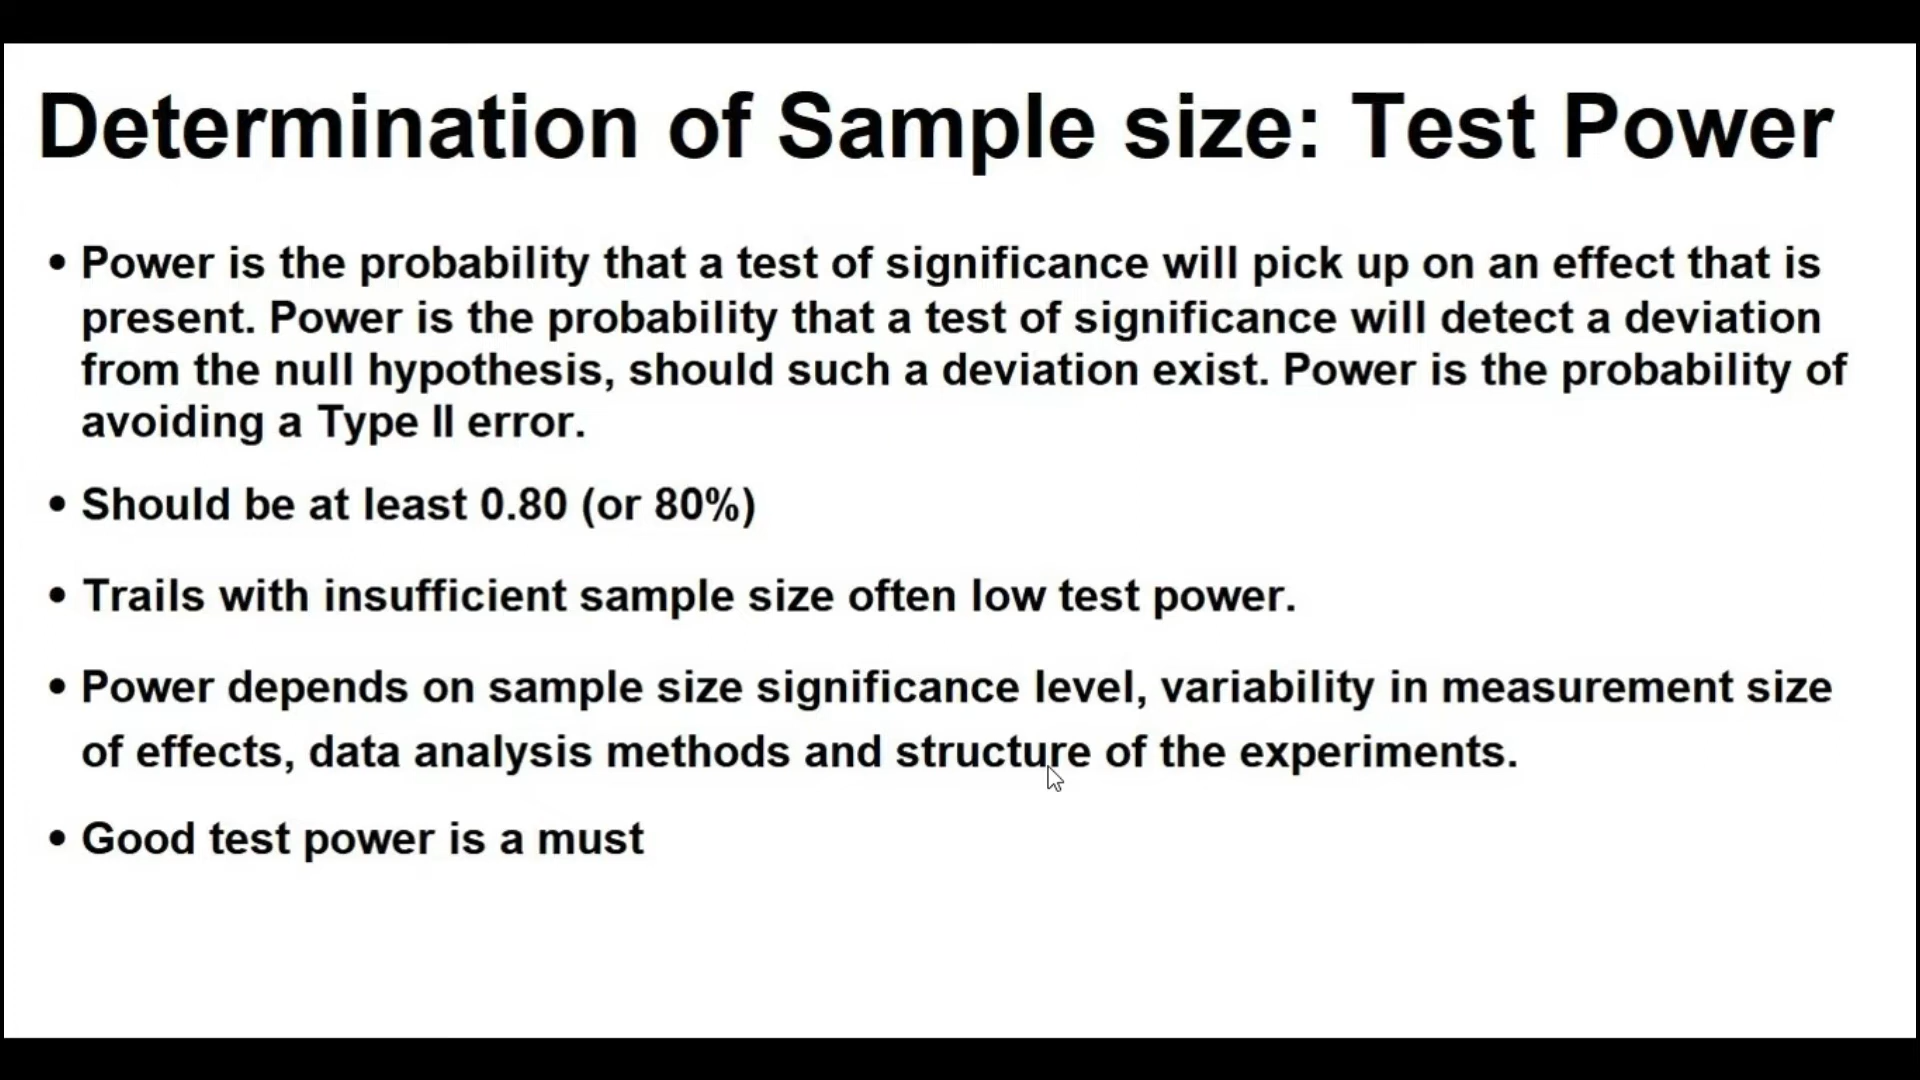 Determination of Sample size: Test Power
• Power is the probability that a test of significance will pick up on an effect that is
present. Power is the probability that a test of significance will detect a deviation
from the null hypothesis, should such a deviation exist. Power is the probability of
avoiding a Type II error.
• Should be at least 0.80 (or 80%)
• Trails with insufficient sample size often low test power.
• Power depends on sample size significance level, variability in measurement size
of effects, data analysis methods and structure of the experiments.
• Good test power is a must